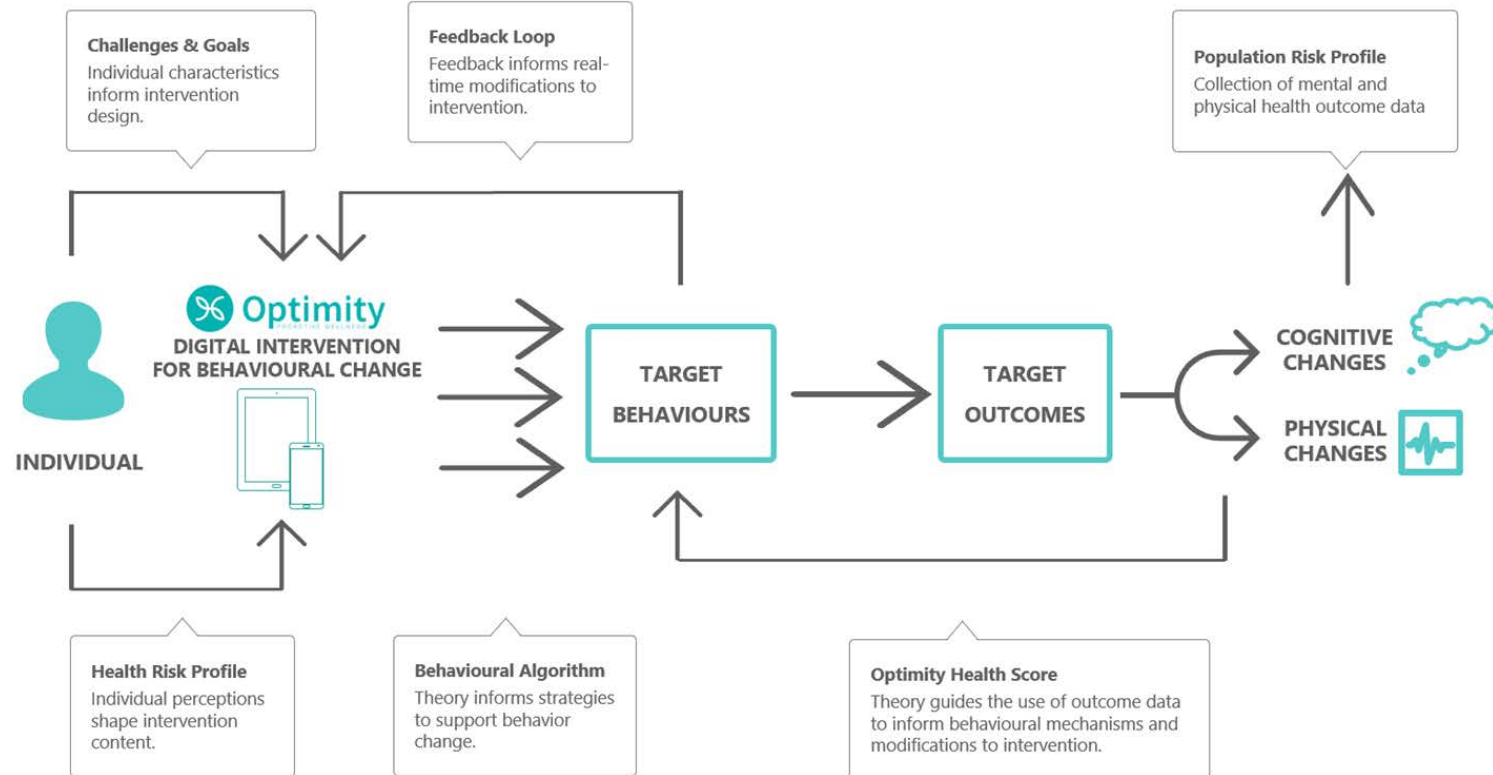 Challenges & Goals
Individual characteristics
inform intervention
design.
Feedback Loop
Feedback informs real-
time modifications to
intervention.
Population Risk Profile
Collection of mental and
physical health outcome data
Optimity
PROACTIVE WELLNESS
DIGITAL INTERVENTION
FOR BEHAVIOURAL CHANGE
INDIVIDUAL
TARGET
BEHAVIOURS
TARGET
OUTCOMES
COGNITIVE
CHANGES
PHYSICAL
CHANGES
Health Risk Profile
Individual perceptions
shape intervention
content.
Behavioural Algorithm
Theory informs strategies
to support behavior
change.
Optimity Health Score
Theory guides the use of outcome data
to inform behavioural mechanisms and
modifications to intervention.